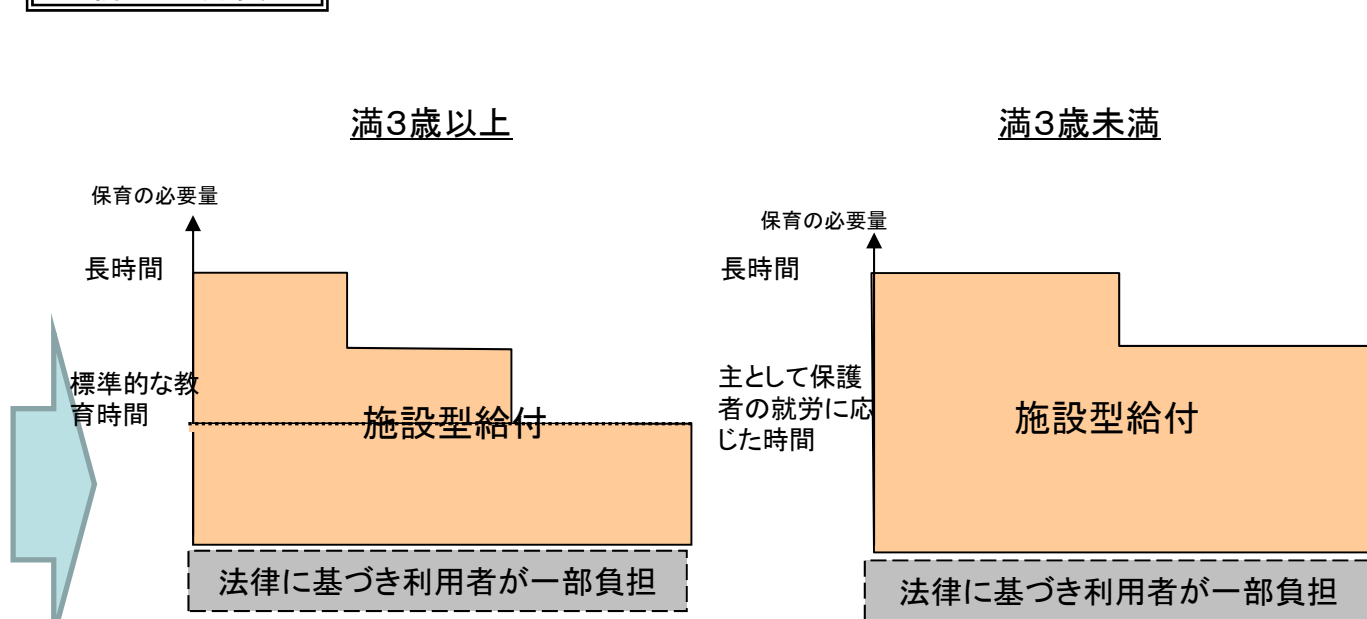 満３歳以上
満３歳未満
保育の必要量
長時間
標準的な教
育時間
施設型給付
法律に基づき利用者が一部負担
保育の必要量
長時間
主として保護
者の就労に応
じた時間
施設型給付
法律に基づき利用者が一部負担